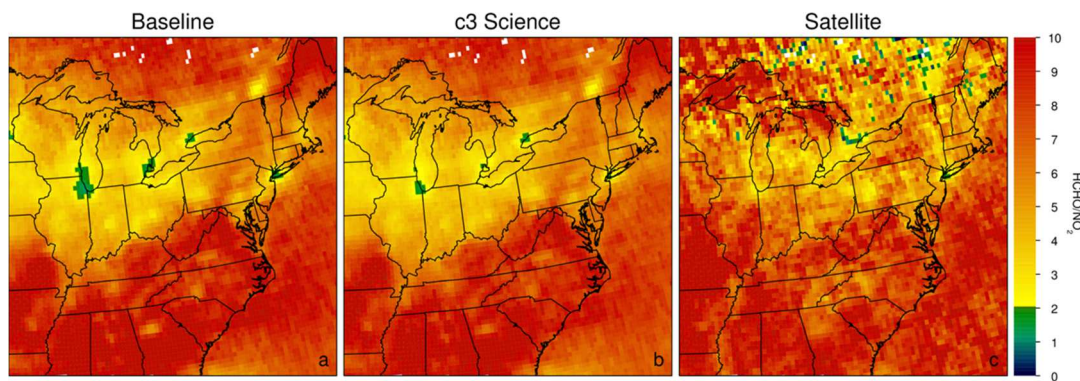 Baseline
c3 Science
Satellite
a
b
c
10
9
8
7
6
5
4
3
2
1
0
HCHO/NO₂